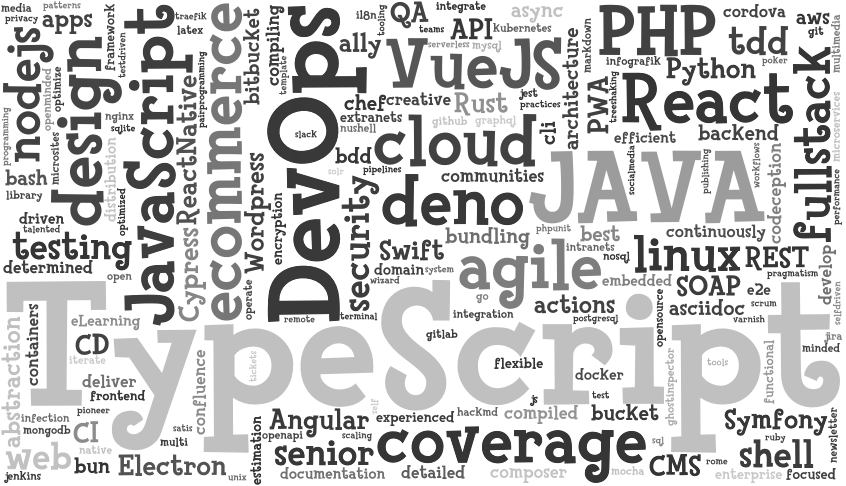 media
patterns
privacy
apps
traefik
latex
i18n
tooling
QA
integrate
teams
API
async
cordova
aws
git
multimedia
PHP
tdd
nodejs
design
framework
testdriven
JavaScript
ecommerce
bitbucket
compiling
template
DevOps
slack
ally
serverless
mysql
Kubernetes
VueJS
architecture
markdown
infografik
poker
Python
openminded
optimize
pairprogramming
ReactNative
chef
creative
Rust
jest
practices
PWA
treeshaking
React
fullstack
microservices
programming
nginx
sqlite
extranets
nushell
github
graphql
cli
efficient
backend
microsites
distribution
optimized
bdd
pipelines
solr
cloud
communities
JAVA
socialmedia
publishing
workflows
codeception
performance
bash
library
Wordpress
encryption
security
deno
phpunit
driven
talented
testing
determined
open
Cypress
operate
Swift
domain
system
wizard
bundling
best
intranets
nosql
continuously
linux
REST
pragmatism
develop
selfdriven
agile
go
embedded
SOAP
e2e
scrum
asciidoc
varnish
actions
postgresql
opensource
integration
terminal
remote
TypeScript
containers
eLearning
CD
iterate
abstraction
gitlab
flexible
docker
test
tools
functional
ghostinspector
jira
minded
deliver
frontend
pioneer
confluence
tickets
self
js
infection
mongodb
CI
native
satis
multi
web
jenkins
bun
Electron
unix
estimation
Angular
openapi
scaling
experienced
hackmd
compiled
bucket
Symfony
newsletter
senior
coverage
sql
ruby
shell
documentation
detailed
composer
mocha
CMS
rome
enterprise
focused